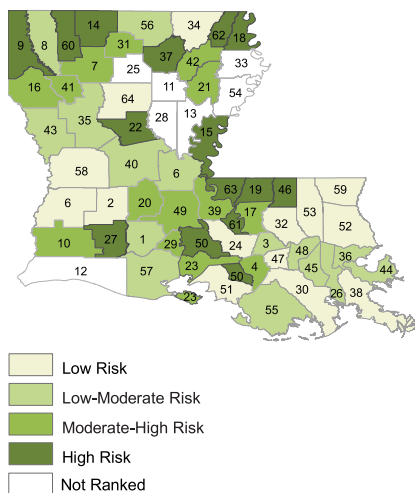 14 56 34 62 18
9 8 60 31 37 42 33
7 25
16 41 11 21 54
64
43 35 22 28 13 15
40
58 6
6 2 20 49 39 63 19 46 59
61 17 32 53 52
10 27 1 29 50 24 3 48 36
12 57 23 50 4 47 45 44
23 51 30 26 38
55
Low Risk
Low-Moderate Risk
Moderate-High Risk
High Risk
Not Ranked